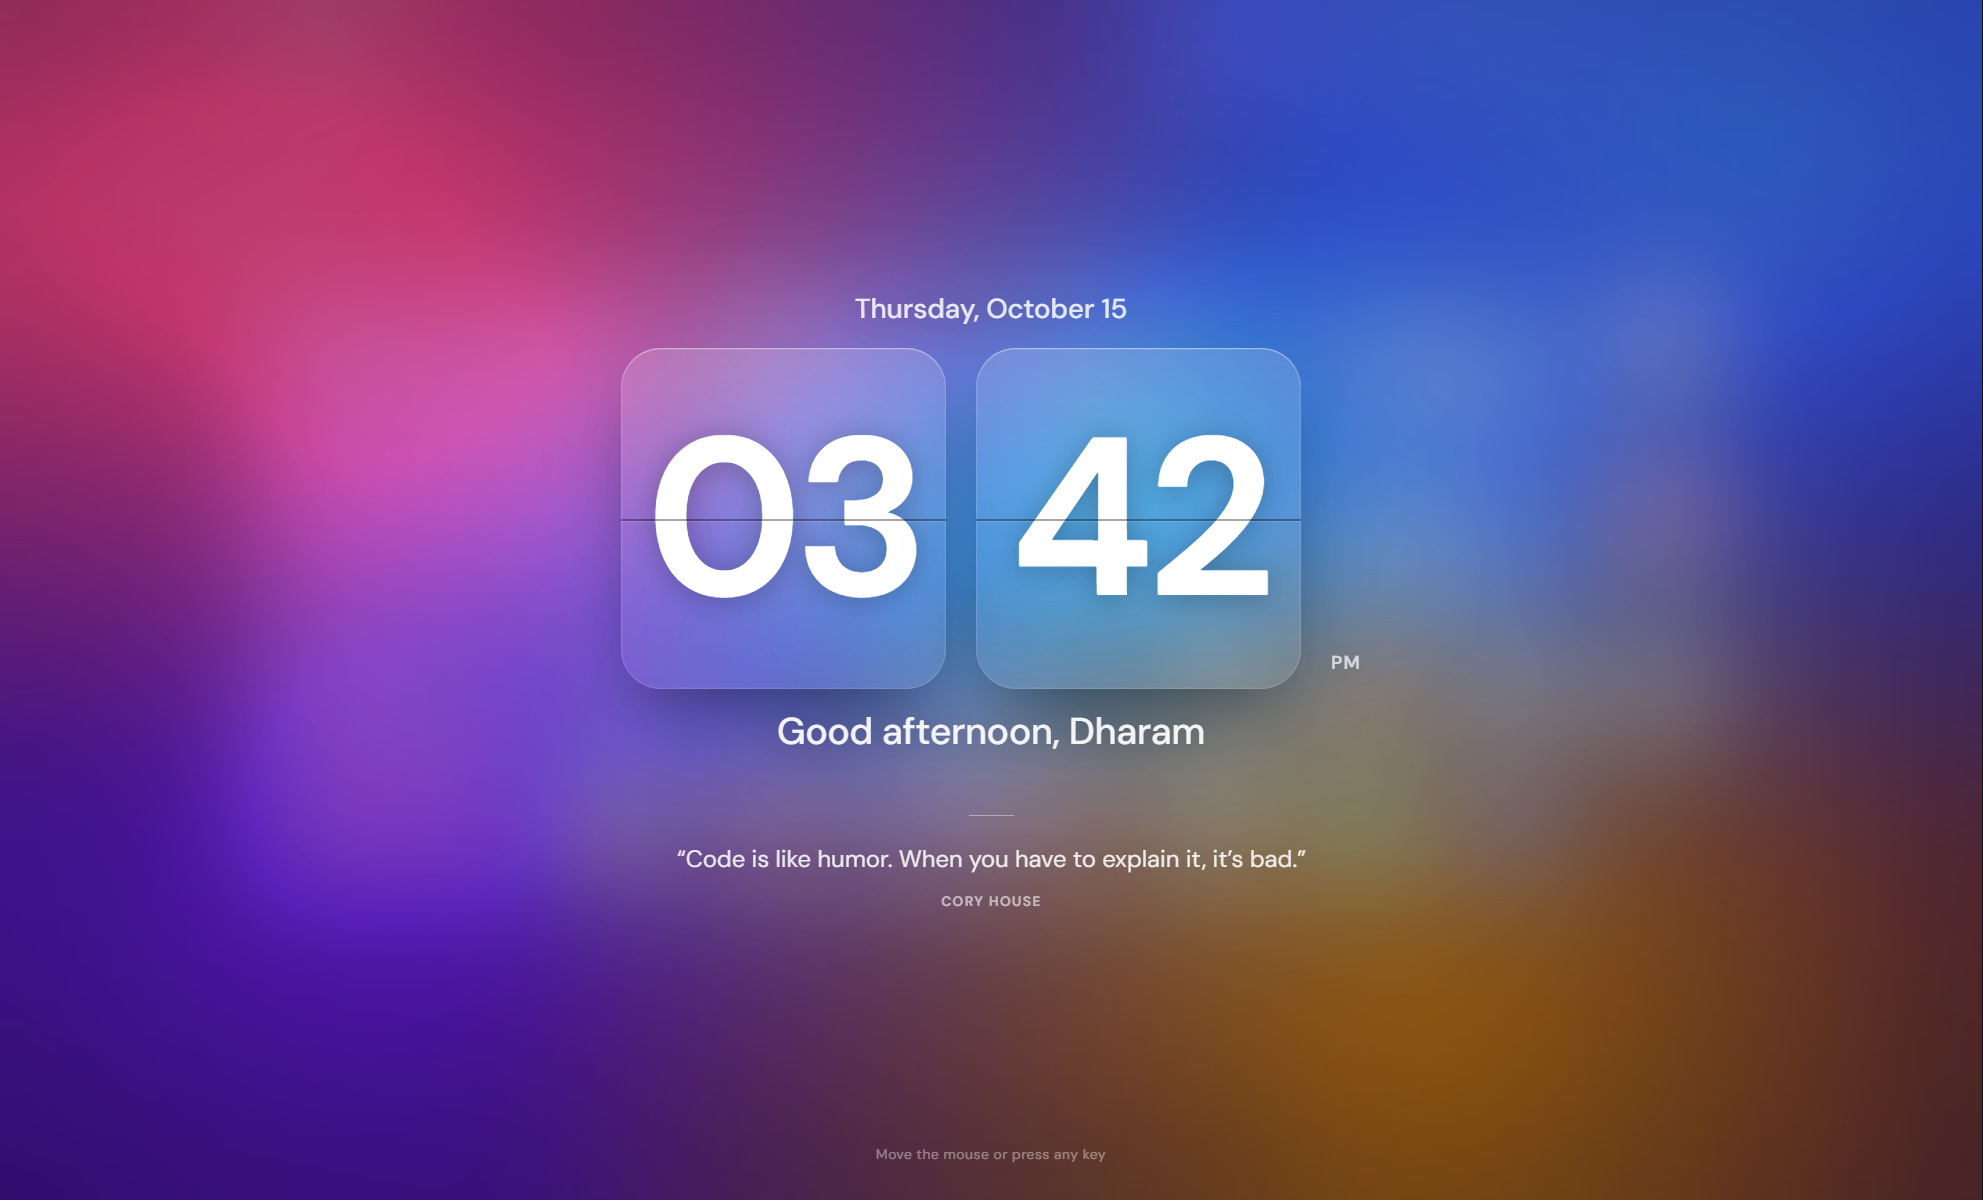 Thursday, October 15
03 42 PM
Good afternoon, Dharam
“Code is like humor. When you have to explain it, it’s bad.”
CORY HOUSE
Move the mouse or press any key